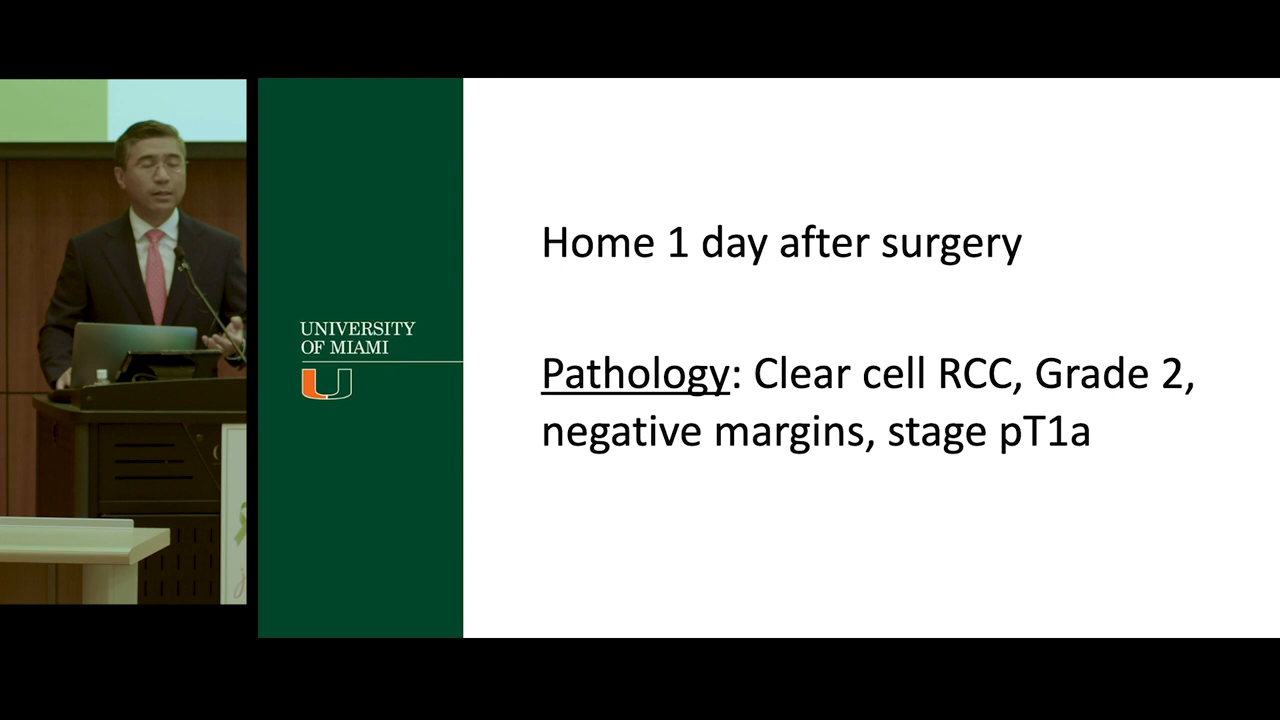 UNIVERSITY
OF MIAMI
Home 1 day after surgery
Pathology: Clear cell RCC, Grade 2,
negative margins, stage pT1a